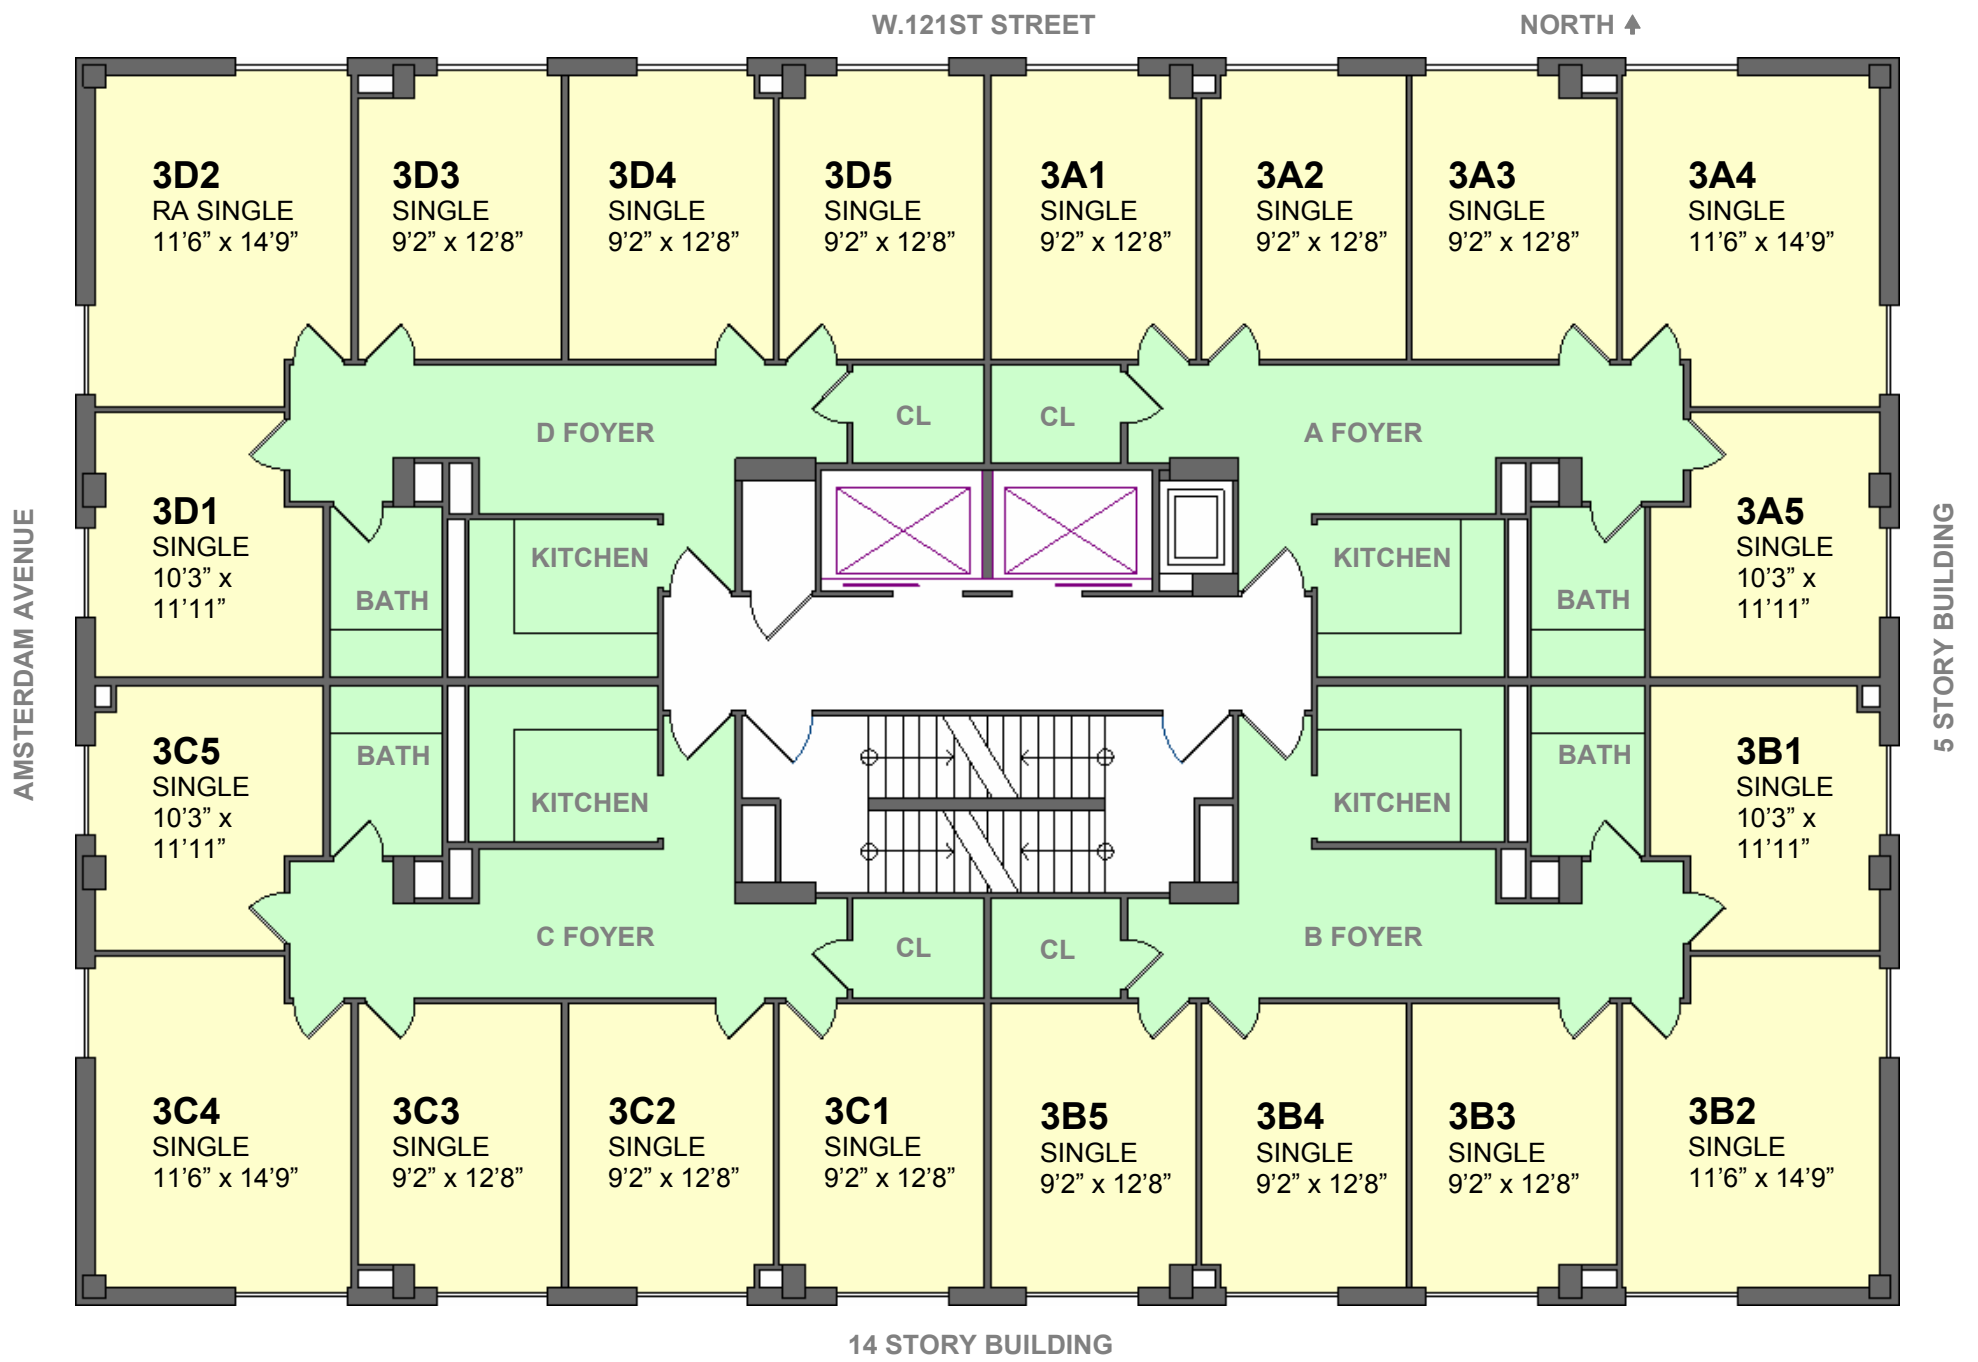 W.121ST STREET
NORTH
3D2
RA SINGLE
11’6” x 14’9”
3D3
SINGLE
9’2” x 12’8”
3D4
SINGLE
9’2” x 12’8”
3D5
SINGLE
9’2” x 12’8”
3A1
SINGLE
9’2” x 12’8”
3A2
SINGLE
9’2” x 12’8”
3A3
SINGLE
9’2” x 12’8”
3A4
SINGLE
11’6” x 14’9”
D FOYER
CL
CL
A FOYER
AMSTERDAM AVENUE
3D1
SINGLE
10’3” x
11’11”
BATH
KITCHEN
KITCHEN
BATH
3A5
SINGLE
10’3” x
11’11”
5 STORY BUILDING
3C5
SINGLE
10’3” x
11’11”
BATH
KITCHEN
KITCHEN
BATH
3B1
SINGLE
10’3” x
11’11”
C FOYER
CL
CL
B FOYER
3C4
SINGLE
11’6” x 14’9”
3C3
SINGLE
9’2” x 12’8”
3C2
SINGLE
9’2” x 12’8”
3C1
SINGLE
9’2” x 12’8”
3B5
SINGLE
9’2” x 12’8”
3B4
SINGLE
9’2” x 12’8”
3B3
SINGLE
9’2” x 12’8”
3B2
SINGLE
11’6” x 14’9”
14 STORY BUILDING